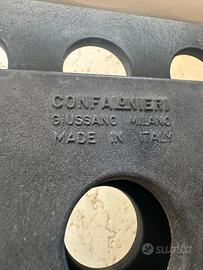 CONFALONIERI
GIUSSANO MILANO
MADE IN ITALY
subito